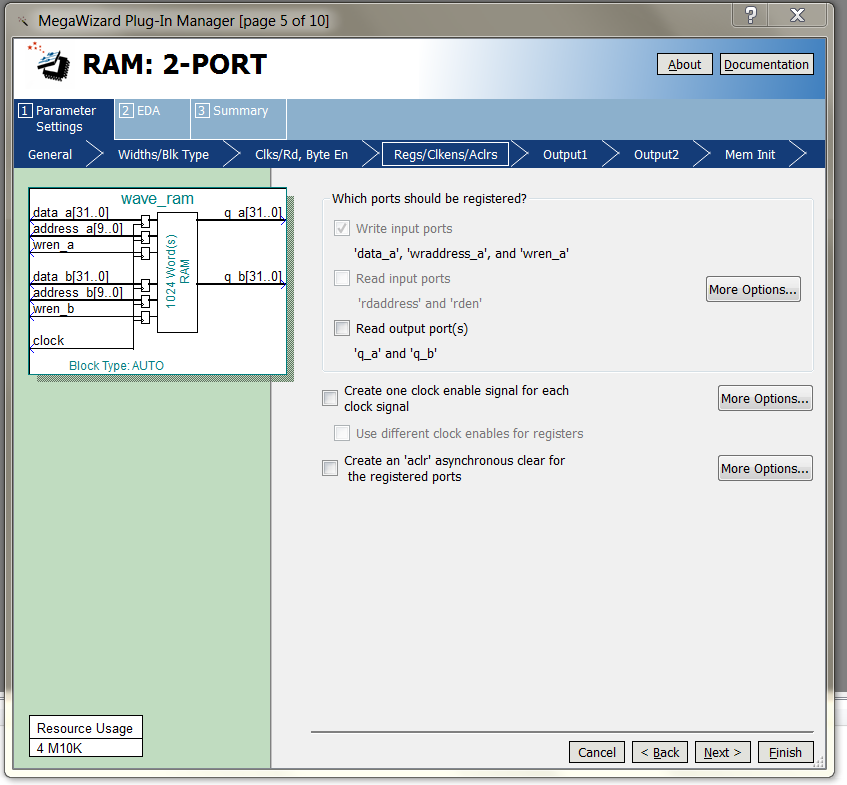 MegaWizard Plug-In Manager [page 5 of 10]
?
RAM: 2-PORT
About
Documentation
1 Parameter
Settings
2 EDA
3 Summary
General
Widths/Blk Type
Clks/Rd, Byte En
Regs/Clkens/Aclrs
Output1
Output2
Mem Init
wave_ram
data_a[31..0]
address_a[9..0]
wren_a
data_b[31..0]
address_b[9..0]
wren_b
clock
1024 Word(s)
RAM
q_a[31..0]
q_b[31..0]
Block Type: AUTO
Which ports should be registered?
Write input ports
'data_a', 'wraddress_a', and 'wren_a'
Read input ports
'rdaddress' and 'rden'
More Options...
Read output port(s)
'q_a' and 'q_b'
Create one clock enable signal for each
clock signal
More Options...
Use different clock enables for registers
Create an 'aclr' asynchronous clear for
the registered ports
More Options...
Resource Usage
4 M10K
Cancel
< Back
Next >
Finish